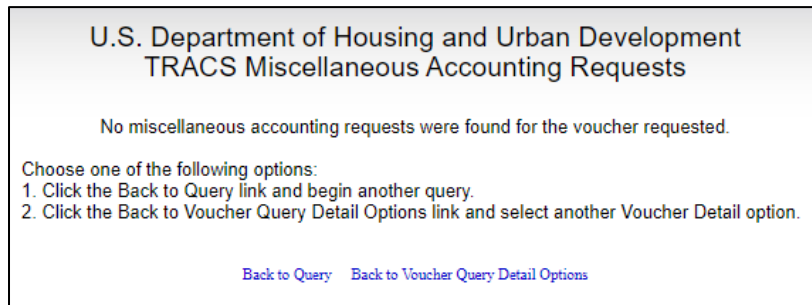 U.S. Department of Housing and Urban Development
TRACS Miscellaneous Accounting Requests
No miscellaneous accounting requests were found for the voucher requested.
Choose one of the following options:
1. Click the Back to Query link and begin another query.
2. Click the Back to Voucher Query Detail Options link and select another Voucher Detail option.
Back to Query Back to Voucher Query Detail Options